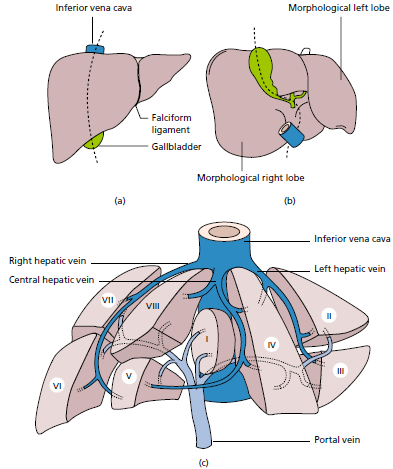 Inferior vena cava
Morphological left lobe
Falciform
ligament
Gallbladder
Morphological right lobe
(a)
(b)
Inferior vena cava
Right hepatic vein
Left hepatic vein
Central hepatic vein
VII
VIII
II
I
IV
III
V
VI
Portal vein
(c)